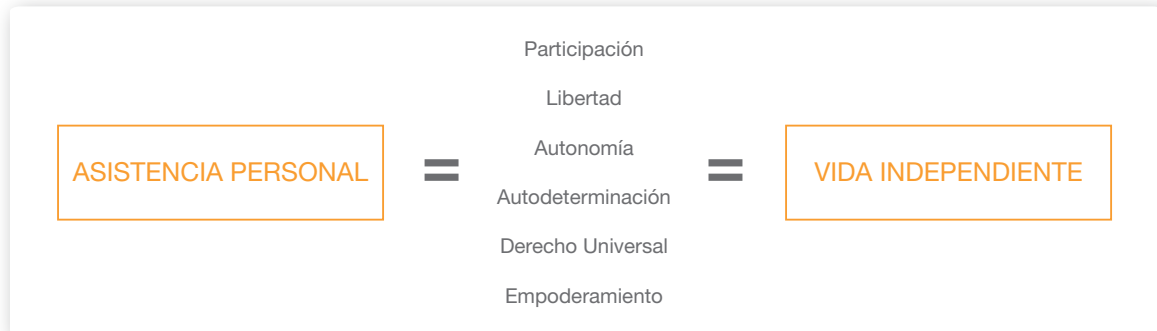 Participación
Libertad
ASISTENCIA PERSONAL = Autonomía = VIDA INDEPENDIENTE
Autodeterminación
Derecho Universal
Empoderamiento